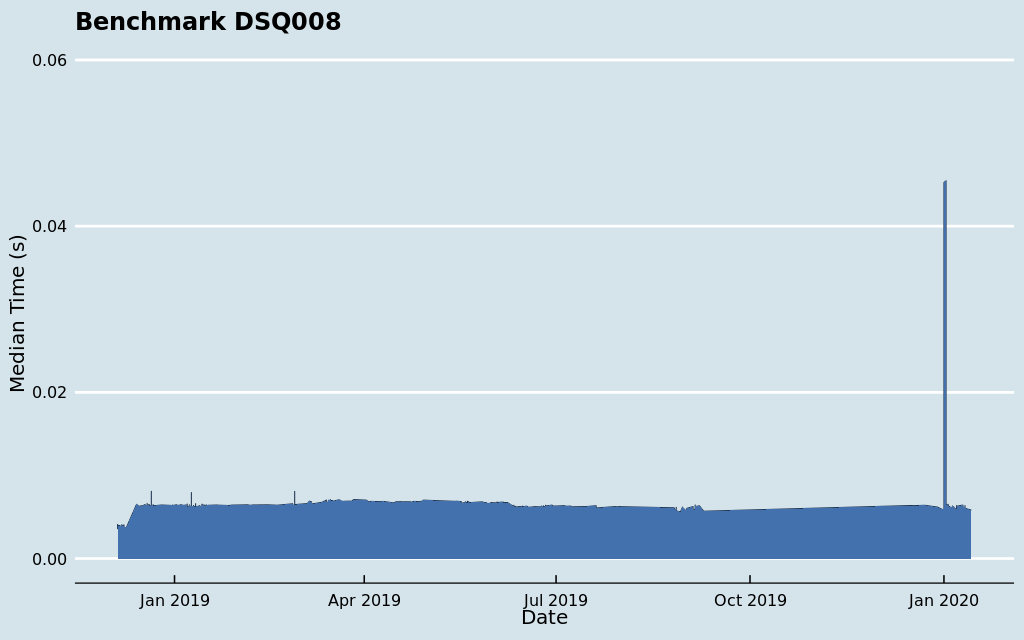 Benchmark DSQ008
0.06
0.04
0.02
0.00
Median Time (s)
Jan 2019
Apr 2019
Jul 2019
Oct 2019
Jan 2020
Date